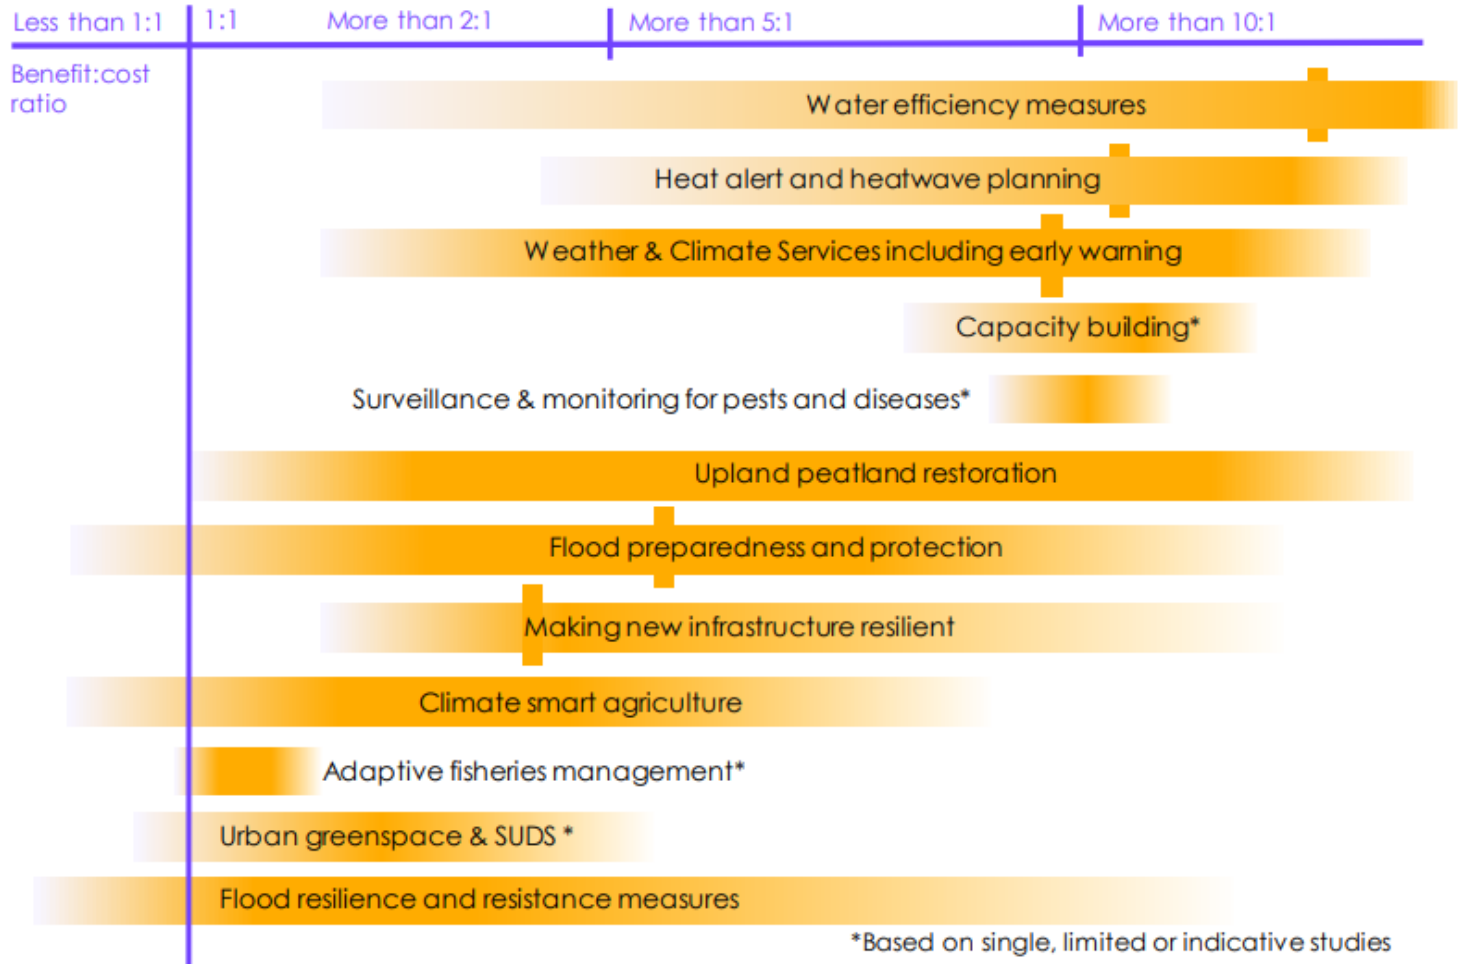 Less than 1:1
1:1
More than 2:1
More than 5:1
More than 10:1
Benefit:cost
ratio
Water efficiency measures
Heat alert and heatwave planning
Weather & Climate Services including early warning
Capacity building*
Surveillance & monitoring for pests and diseases*
Upland peatland restoration
Flood preparedness and protection
Making new infrastructure resilient
Climate smart agriculture
Adaptive fisheries management*
Urban greenspace & SUDS *
Flood resilience and resistance measures
*Based on single, limited or indicative studies